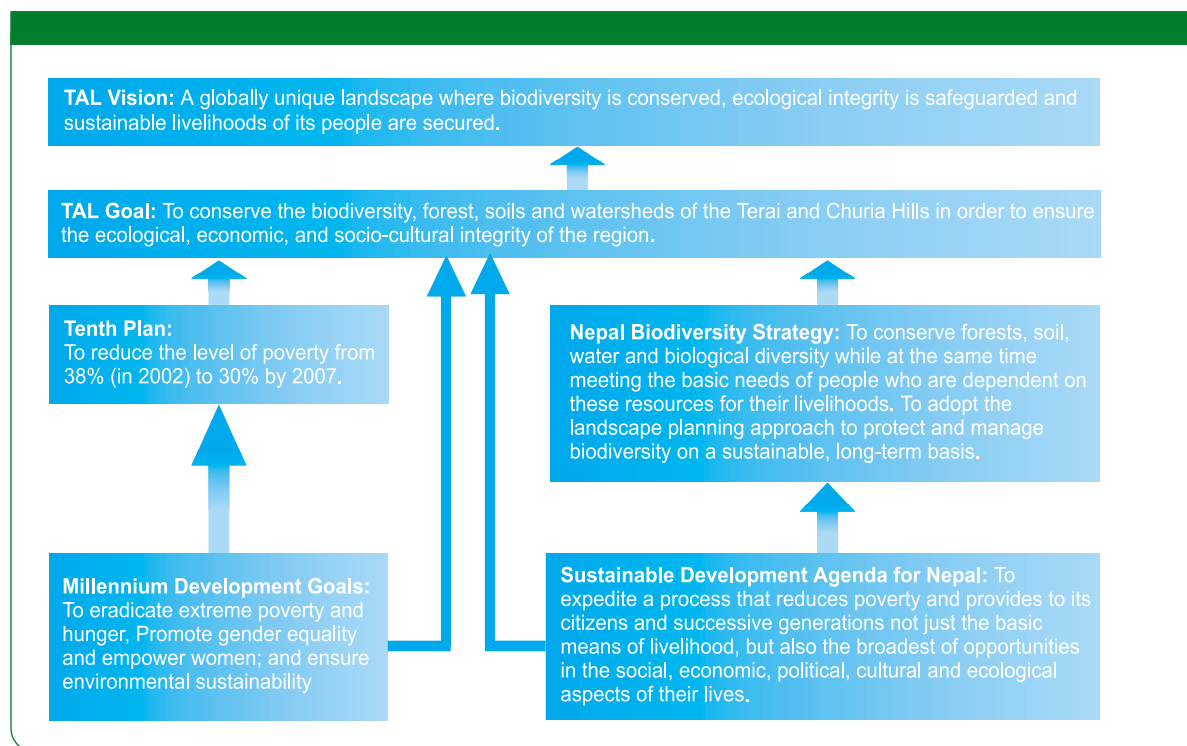 TAL Vision: A globally unique landscape where biodiversity is conserved, ecological integrity is safeguarded and
sustainable livelihoods of its people are secured.
TAL Goal: To conserve the biodiversity, forest, soils and watersheds of the Terai and Churia Hills in order to ensure
the ecological, economic, and socio-cultural integrity of the region.
Tenth Plan:
To reduce the level of poverty from
38% (in 2002) to 30% by 2007.
Nepal Biodiversity Strategy: To conserve forests, soil,
water and biological diversity while at the same time
meeting the basic needs of people who are dependent on
these resources for their livelihoods. To adopt the
landscape planning approach to protect and manage
biodiversity on a sustainable, long-term basis.
Millennium Development Goals:
To eradicate extreme poverty and
hunger, Promote gender equality
and empower women; and ensure
environmental sustainability
Sustainable Development Agenda for Nepal: To
expedite a process that reduces poverty and provides to its
citizens and successive generations not just the basic
means of livelihood, but also the broadest of opportunities
in the social, economic, political, cultural and ecological
aspects of their lives.